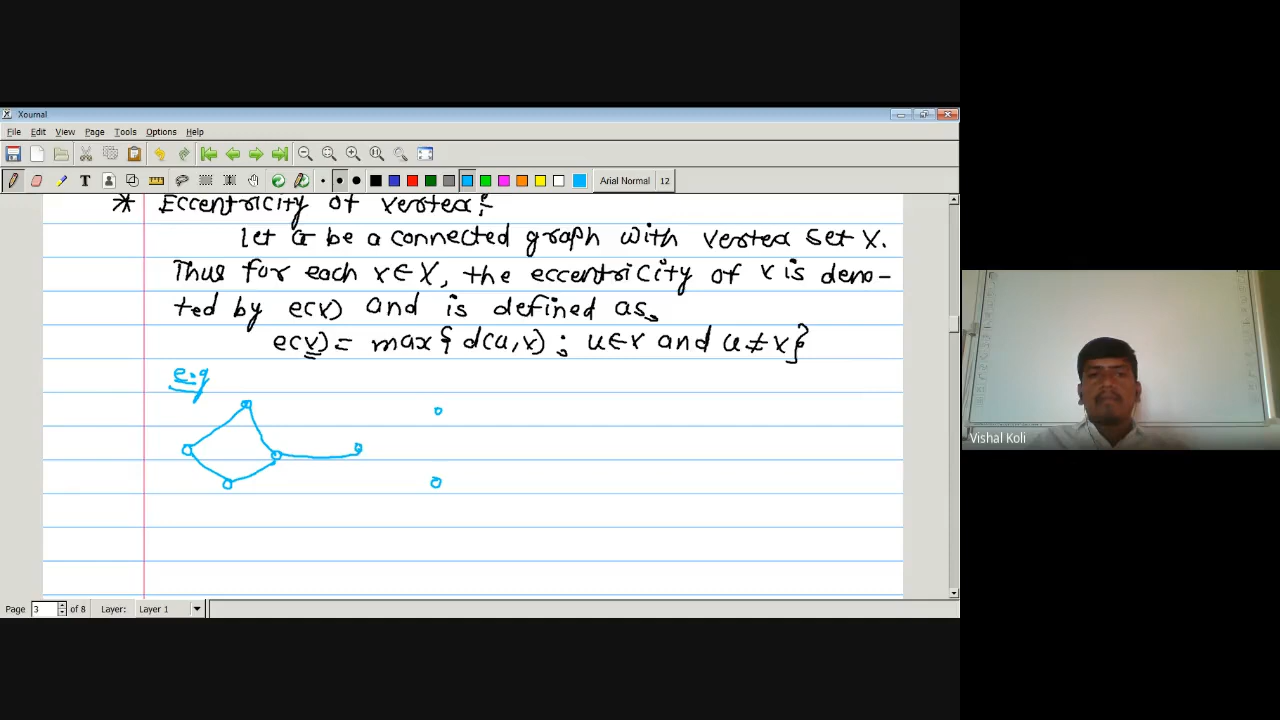 Xournal
File Edit View Page Tools Options Help
Arial Normal 12
* Eccentricity of vertex:-
Let G be a connected graph with vertex set X.
Thus for each x ∈ X, the eccentricity of x is deno-
ted by e(x) and is defined as,
e(x) = max{ d(u,x) : u ∈ X and u ≠ x}
e.g
Vishal Koli
Page 3 of 8 Layer: Layer 1